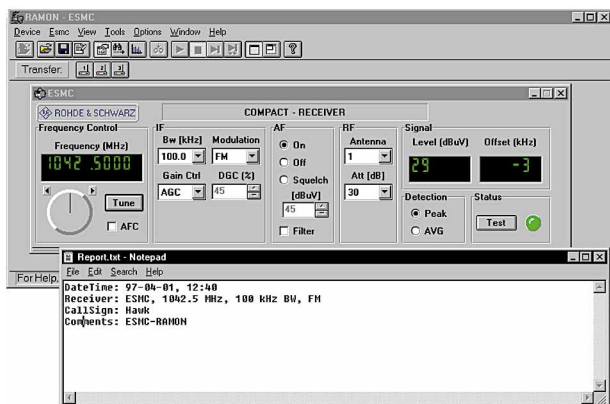 RAMON - ESMC
Device Esmc View Tools Options Window Help
Transfer: 1 2 3
ESMC
ROHDE & SCHWARZ
COMPACT - RECEIVER
Frequency Control
Frequency (MHz)
1042.5000
Tune
AFC
IF
Bw [kHz] Modulation
100.0 FM
Gain Ctrl DGC (%)
AGC 45
AF
On
Off
Squelch
[dBuV]
45
Filter
RF
Antenna
1
Att [dB]
30
Signal
Level (dBuV) Offset (kHz)
29 -3
Detection
Peak
AVG
Status
Test
For Help,
Report.txt - Notepad
File Edit Search Help
DateTime: 97-04-01, 12:40
Receiver: ESMC, 1042.5 MHz, 100 kHz BW, FM
CallSign: Hawk
Comments: ESMC-RAMON